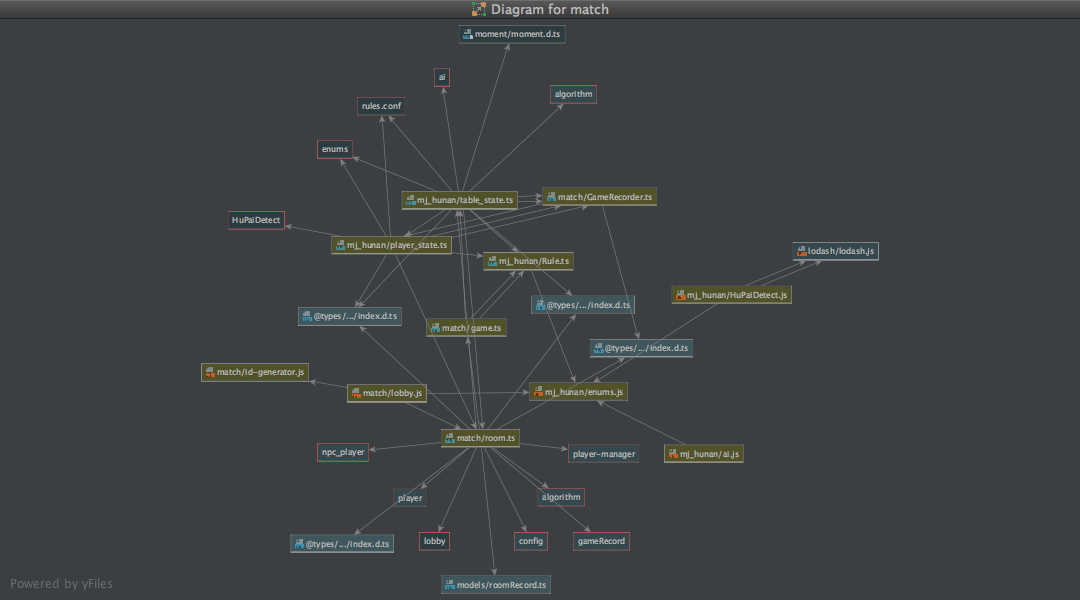 Diagram for match
moment/moment.d.ts
ai
algorithm
rules.conf
enums
mj_hunan/table_state.ts
match/GameRecorder.ts
HuPaiDetect
mj_hunan/player_state.ts
lodash/lodash.js
mj_hunan/Rule.ts
mj_hunan/HuPaiDetect.js
@types/.../index.d.ts
@types/.../index.d.ts
match/game.ts
@types/.../index.d.ts
match/id-generator.js
match/lobby.js
mj_hunan/enums.js
match/room.ts
npc_player
player-manager
mj_hunan/ai.js
player
algorithm
@types/.../index.d.ts
lobby
config
gameRecord
models/roomRecord.ts
Powered by yFiles